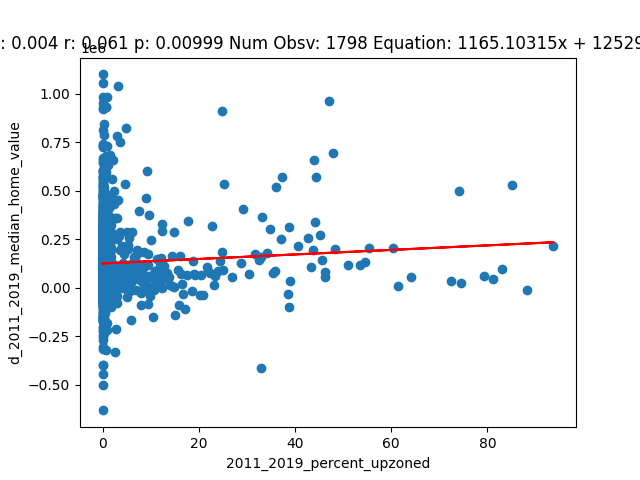 : 0.004 r: 0.061 p: 0.00999 Num Obsv: 1798 Equation: 1165.10315x + 12529
1e6
1.00
0.75
0.50
0.25
0.00
−0.25
−0.50
d_2011_2019_median_home_value
0 20 40 60 80
2011_2019_percent_upzoned